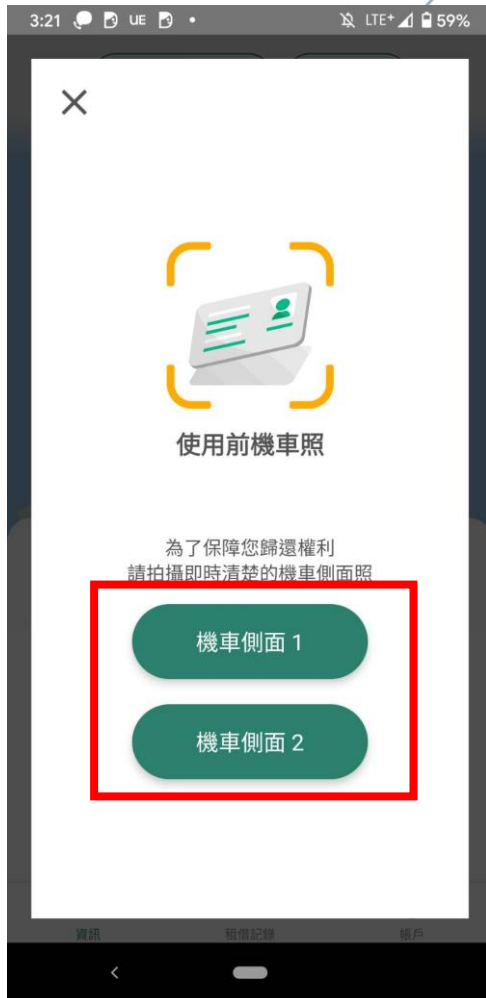 3:21 UE LTE+ 59%
使用前機車照
為了保障您歸還權利
請拍攝即時清楚的機車側面照
機車側面 1
機車側面 2
資訊 租借記錄 帳戶